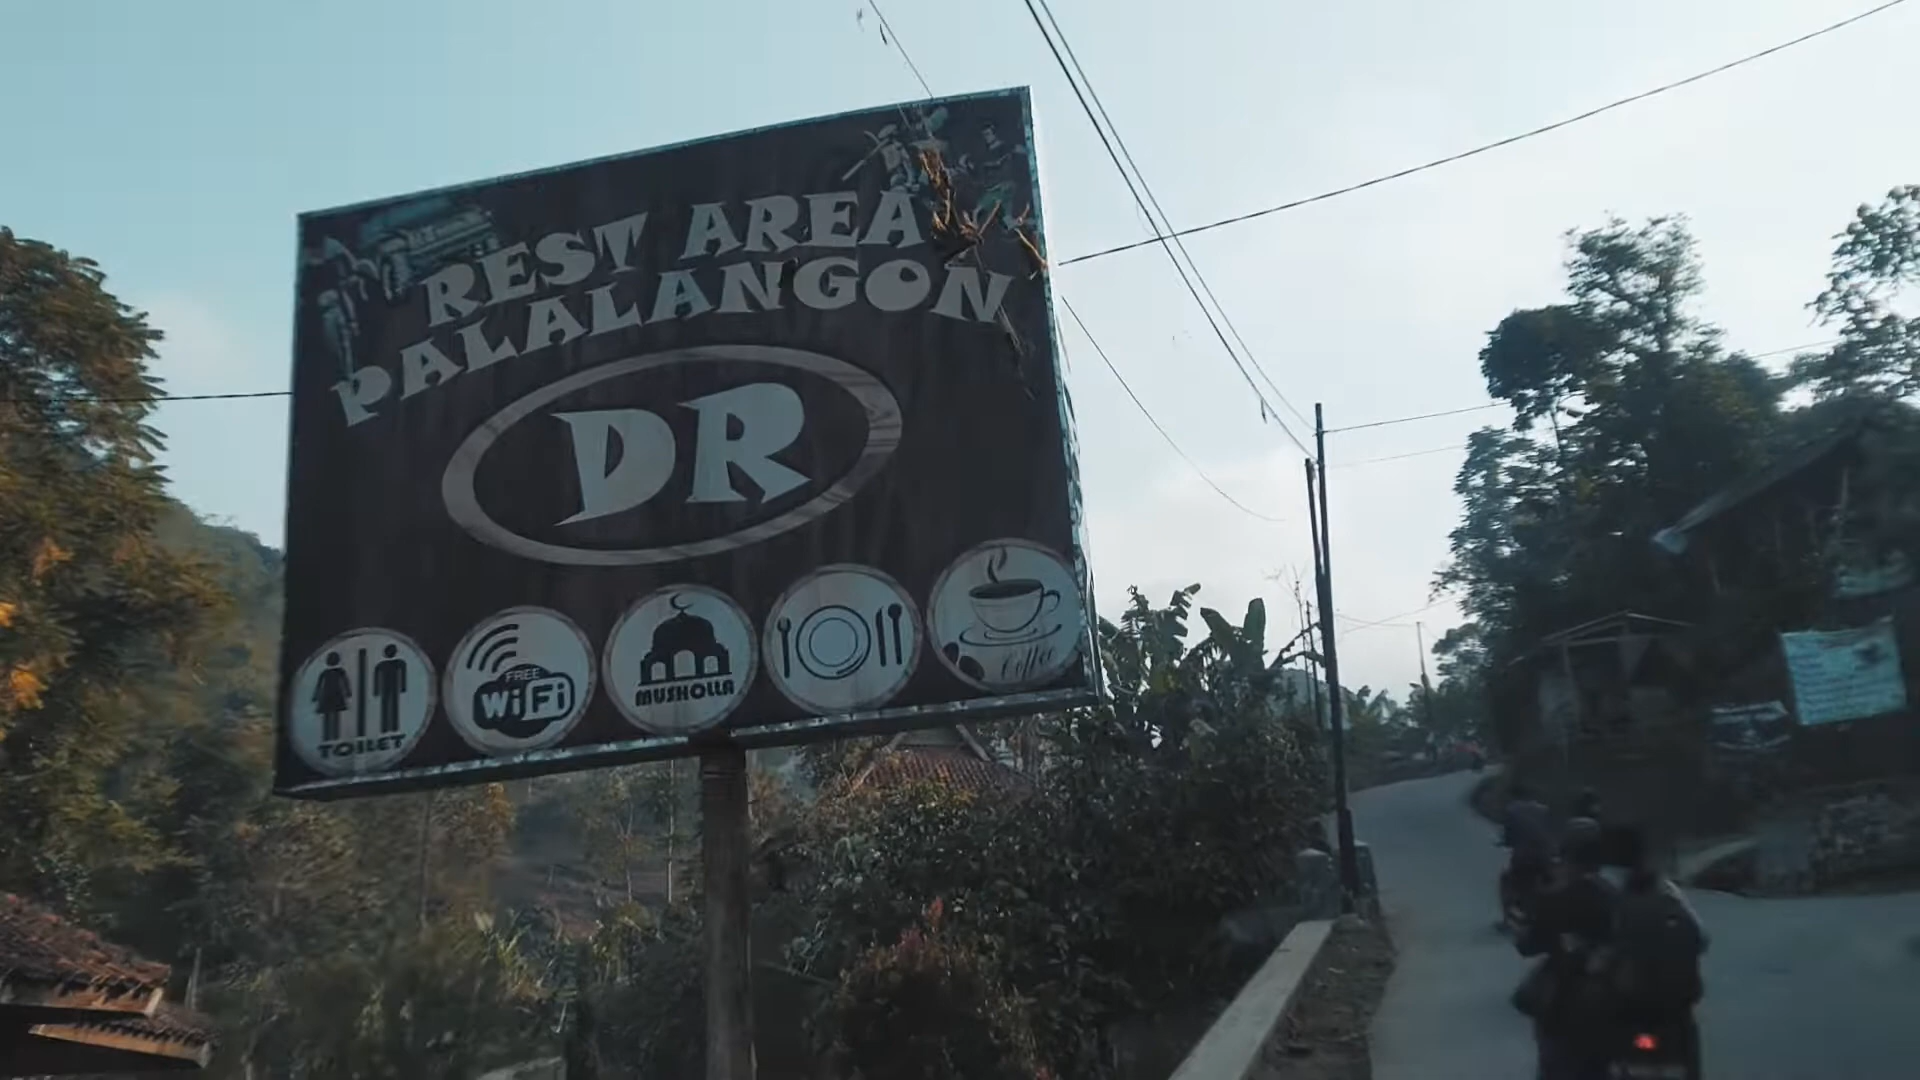 REST AREA
PALALANGON
DR
TOILET
FREE
WiFi
MUSHOLLA
Coffee